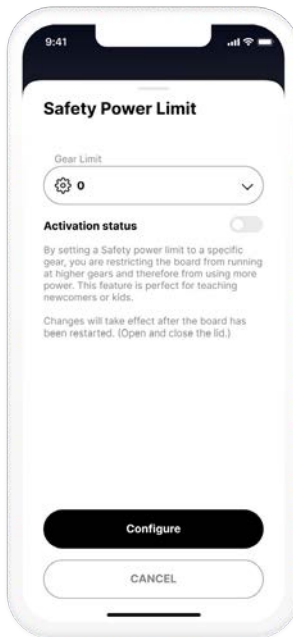 9:41
Safety Power Limit
Gear Limit
0
Activation status
By setting a Safety power limit to a specific
gear, you are restricting the board from running
at higher gears and therefore from using more
power. This feature is perfect for teaching
newcomers or kids.
Changes will take effect after the board has
been restarted. (Open and close the lid.)
Configure
CANCEL